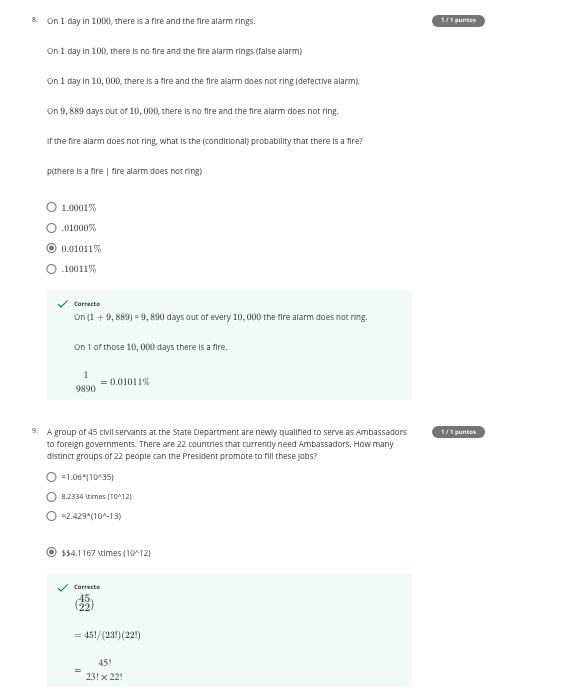 8. On 1 day in 1000, there is a fire and the fire alarm rings.
1 / 1 puntos
On 1 day in 100, there is no fire and the fire alarm rings (false alarm)
On 1 day in 10, 000, there is a fire and the fire alarm does not ring (defective alarm).
On 9, 889 days out of 10, 000, there is no fire and the fire alarm does not ring.
If the fire alarm does not ring, what is the (conditional) probability that there is a fire?
p(there is a fire | fire alarm does not ring)
1.0001%
.01000%
0.01011%
.10011%
Correcto
On (1 + 9, 889) = 9, 890 days out of every 10, 000 the fire alarm does not ring.
On 1 of those 10, 000 days there is a fire.
1
9890 = 0.01011%
9. A group of 45 civil servants at the State Department are newly qualified to serve as Ambassadors
1 / 1 puntos
to foreign governments. There are 22 countries that currently need Ambassadors. How many
distinct groups of 22 people can the President promote to fill these jobs?
=1.06*(10^35)
8.2334 \times (10^12)
=2.429*(10^-13)
$$4.1167 \times (10^12)
Correcto
(45
22)
= 45!/(23!)(22!)
= 45!
23! × 22!